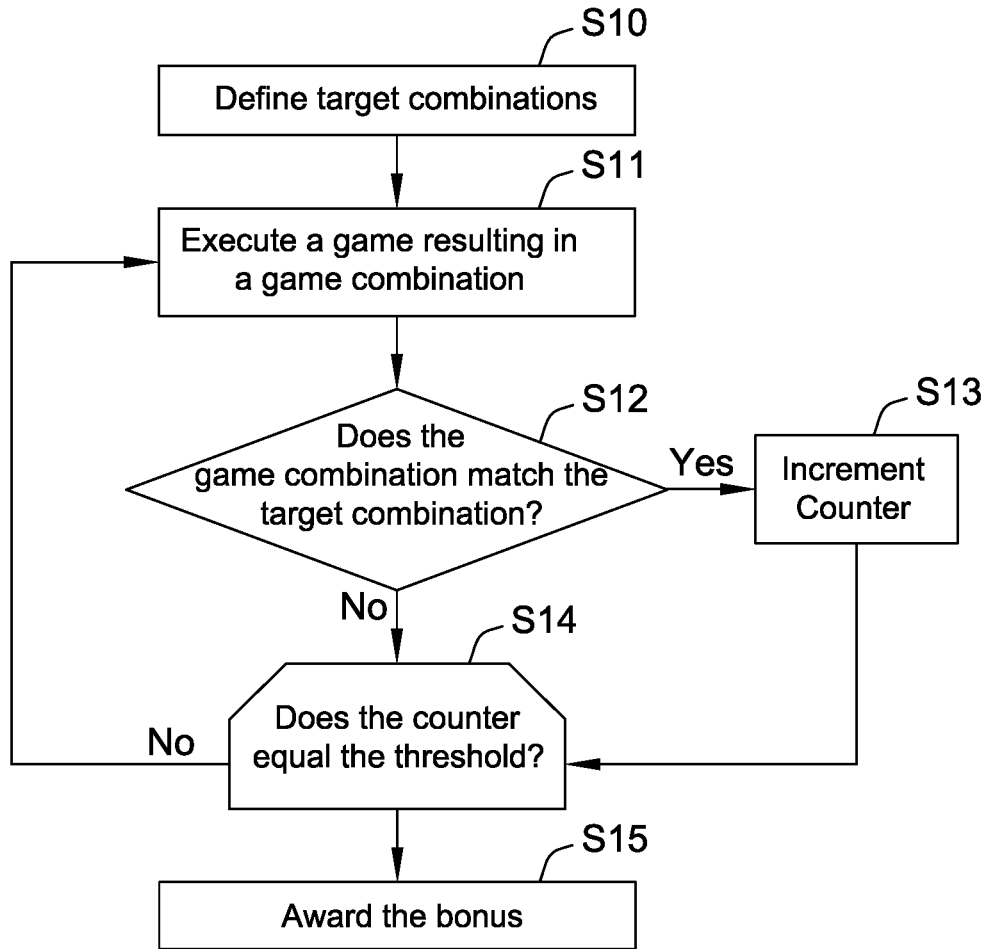 S10
Define target combinations
S11
Execute a game resulting in
a game combination
S12
Does the
game combination match the
target combination?
Yes
S13
Increment
Counter
No
S14
Does the counter
equal the threshold?
No
S15
Award the bonus